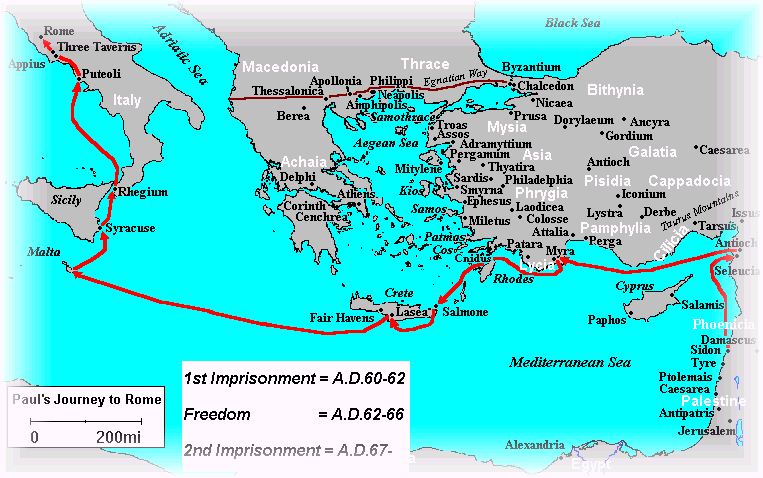 Black Sea
Rome
Three Taverns
Appius
Puteoli
Adriatic Sea
Italy
Macedonia
Thrace
Byzantium
Apollonia
Philippi
Egnatian Way
Thessalonica
Neapolis
Chalcedon
Bithynia
Amphipolis
Nicaea
Berea
Samothrace
Prusa
Dorylaeum
Ancyra
Troas
Mysia
Gordium
Assos
Aegean Sea
Adramyttium
Galatia
Caesarea
Achaia
Pergamum
Asia
Mitylene
Thyatira
Antioch
Delphi
Sardis
Philadelphia
Pisidia
Cappadocia
Rhegium
Kios
Smyrna
Phrygia
Iconium
Sicily
Athens
Ephesus
Taurus Mountains
Corinth
Samos
Laodicea
Lystra
Derbe
Issus
Cenchrea
Miletus
Colosse
Syracuse
Patmos
Attalia
Pamphylia
Tarsus
Perga
Cilicia
Malta
Cos
Patara
Antioch
Cnidus
Myra
Lycia
Seleucia
Rhodes
Cyprus
Crete
Salamis
Fair Havens
Lasea
Salmone
Paphos
Phoenicia
Damascus
Sidon
Mediterranean Sea
Tyre
1st Imprisonment = A.D.60-62
Ptolemais
Caesarea
Paul's Journey to Rome
Palestine
Freedom = A.D.62-66
Antipatris
0 200mi
Jerusalem
2nd Imprisonment = A.D.67-
Alexandria
Egypt